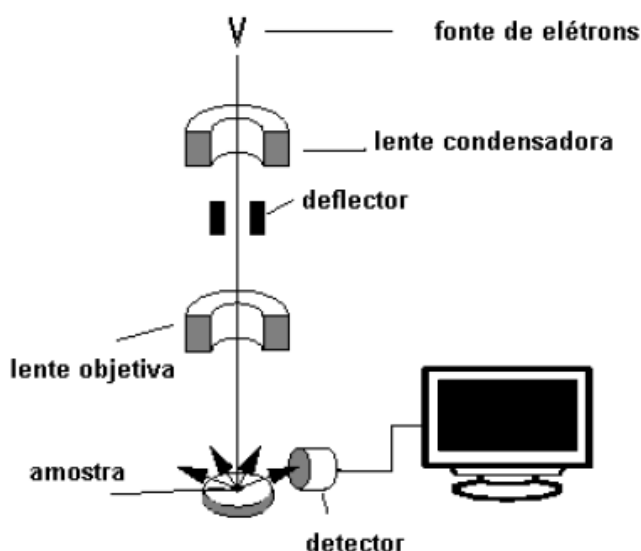 fonte de elétrons
lente condensadora
deflector
lente objetiva
amostra
detector